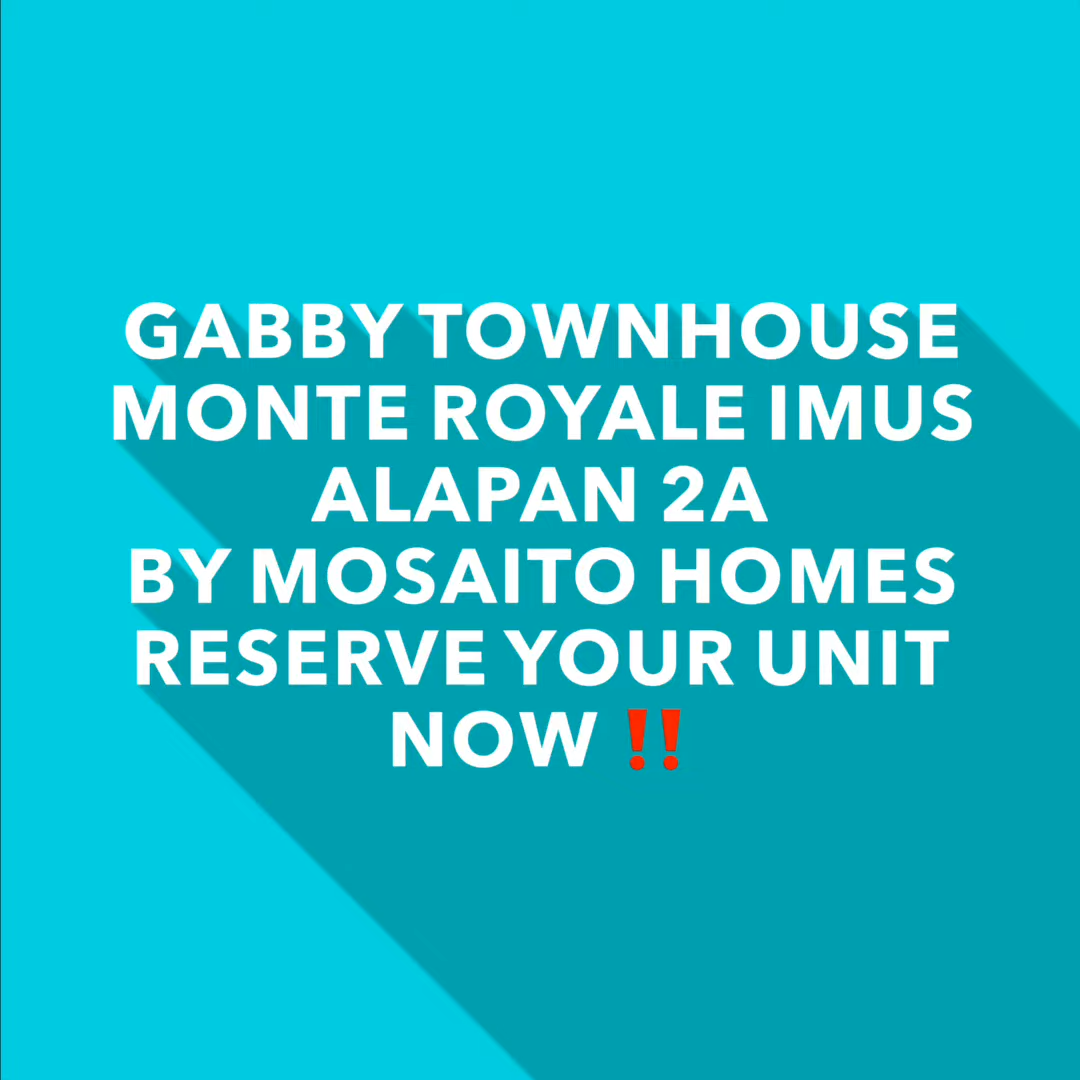 GABBY TOWNHOUSE
MONTE ROYALE IMUS
ALAPAN 2A
BY MOSAITO HOMES
RESERVE YOUR UNIT
NOW ‼️